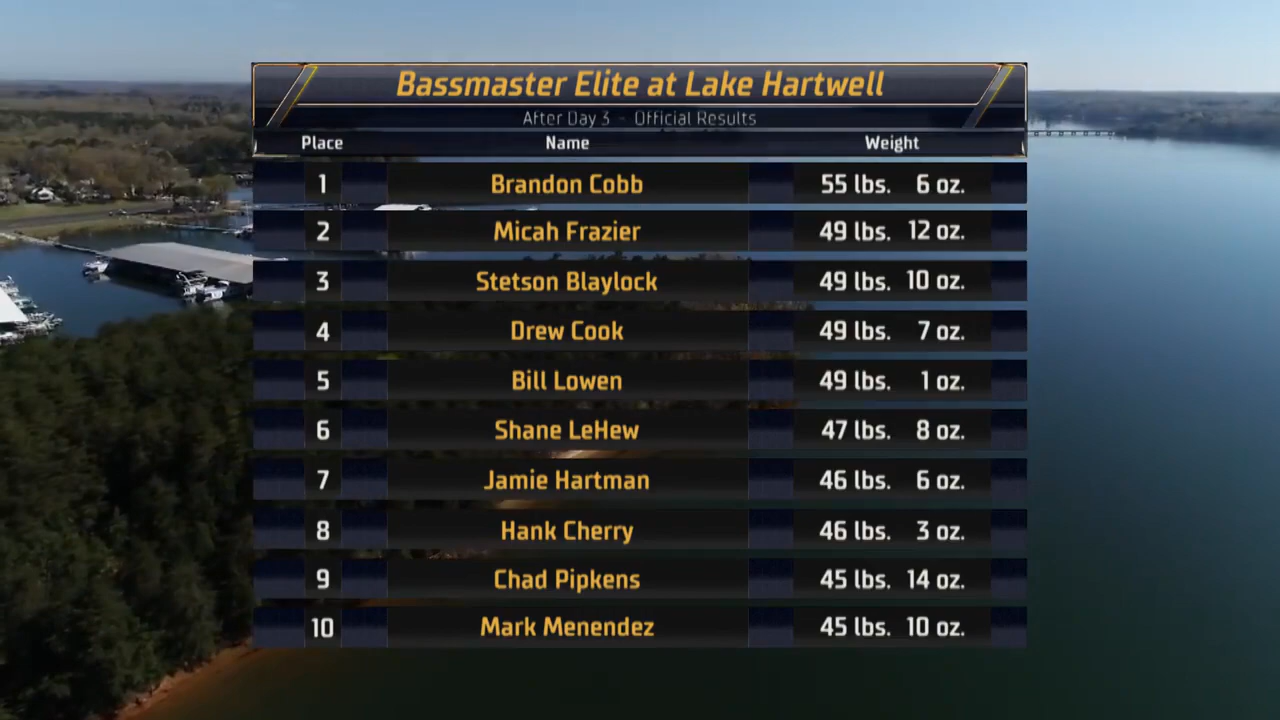 Bassmaster Elite at Lake Hartwell
After Day 3 - Official Results
Place Name Weight
1 Brandon Cobb 55 lbs. 6 oz.
2 Micah Frazier 49 lbs. 12 oz.
3 Stetson Blaylock 49 lbs. 10 oz.
4 Drew Cook 49 lbs. 7 oz.
5 Bill Lowen 49 lbs. 1 oz.
6 Shane LeHew 47 lbs. 8 oz.
7 Jamie Hartman 46 lbs. 6 oz.
8 Hank Cherry 46 lbs. 3 oz.
9 Chad Pipkens 45 lbs. 14 oz.
10 Mark Menendez 45 lbs. 10 oz.